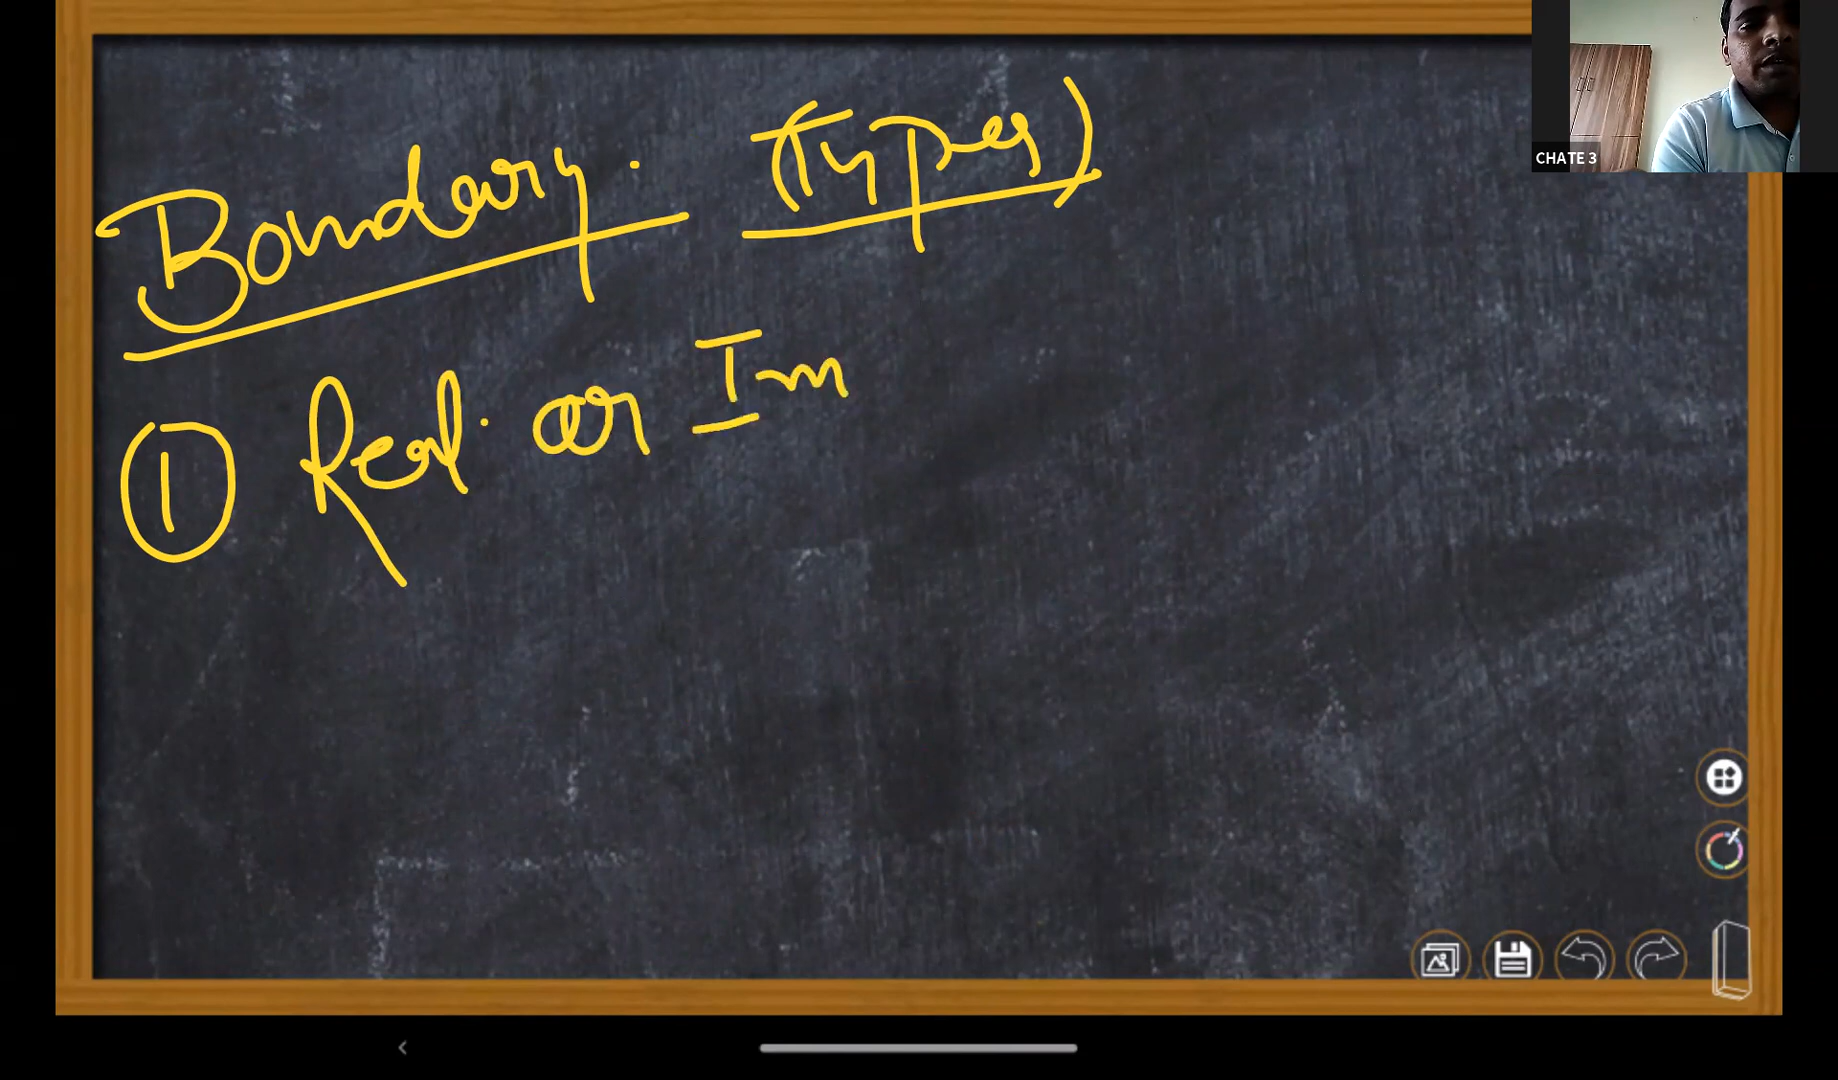 Boundary. (Types)
① Real or Im
CHATE 3